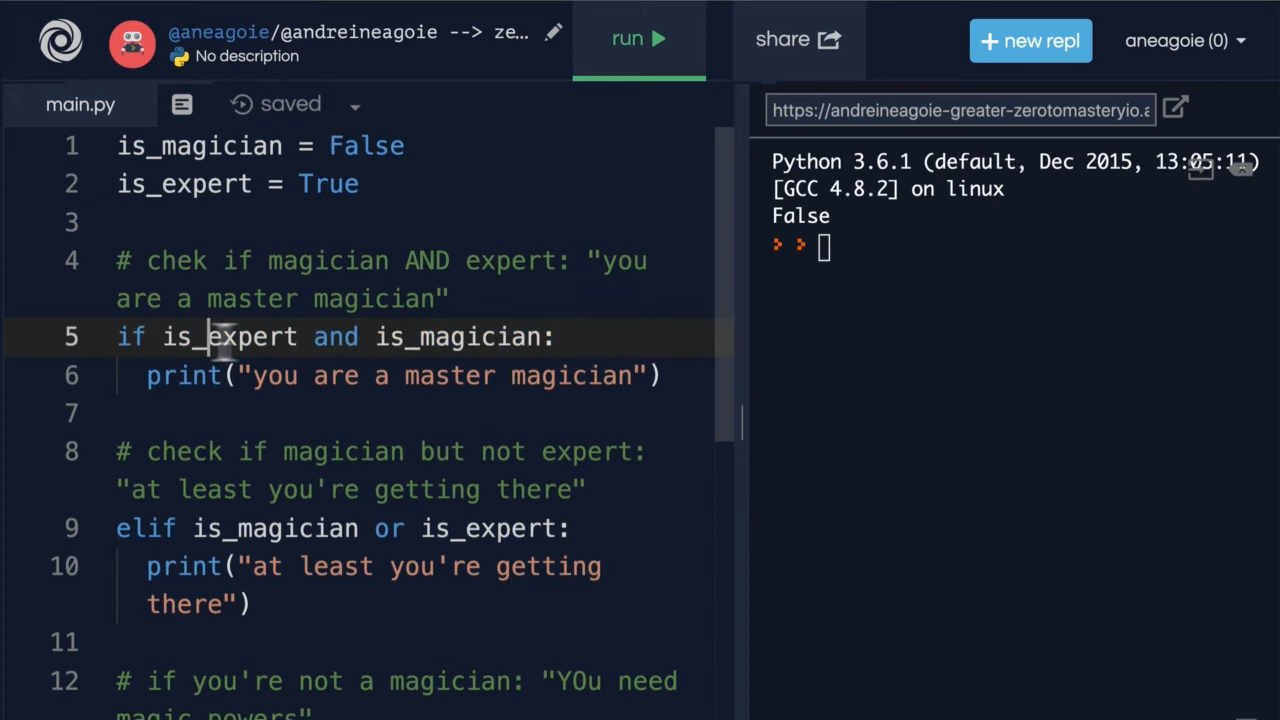 @aneagoie/@andreineagoie --> ze...
No description
run
share
+ new repl
aneagoie (0)
main.py
saved
https://andreineagoie-greater-zerotomasteryio.a
1 is_magician = False
2 is_expert = True
3
4 # chek if magician AND expert: "you
are a master magician"
5 if is_expert and is_magician:
6 print("you are a master magician")
7
8 # check if magician but not expert:
"at least you're getting there"
9 elif is_magician or is_expert:
10 print("at least you're getting
there")
11
12 # if you're not a magician: "YOu need
magic powers"
Python 3.6.1 (default, Dec 2015, 13:05:11)
[GCC 4.8.2] on linux
False